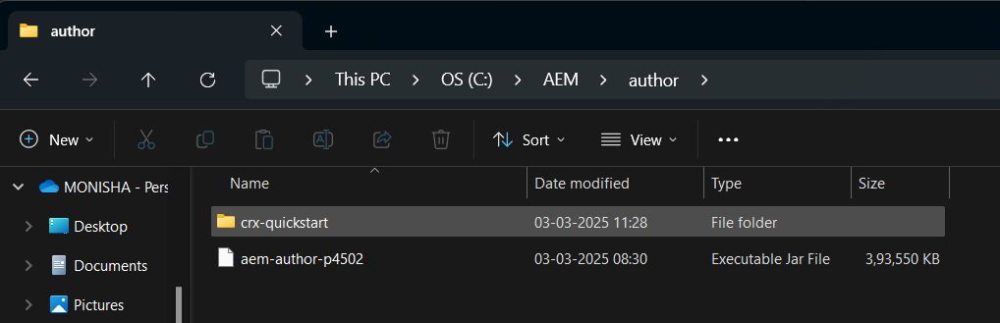 author
This PC > OS (C:) > AEM > author >
New Sort View
MONISHA - Pers
Desktop
Documents
Pictures
Name Date modified Type Size
crx-quickstart 03-03-2025 11:28 File folder
aem-author-p4502 03-03-2025 08:30 Executable Jar File 3,93,550 KB